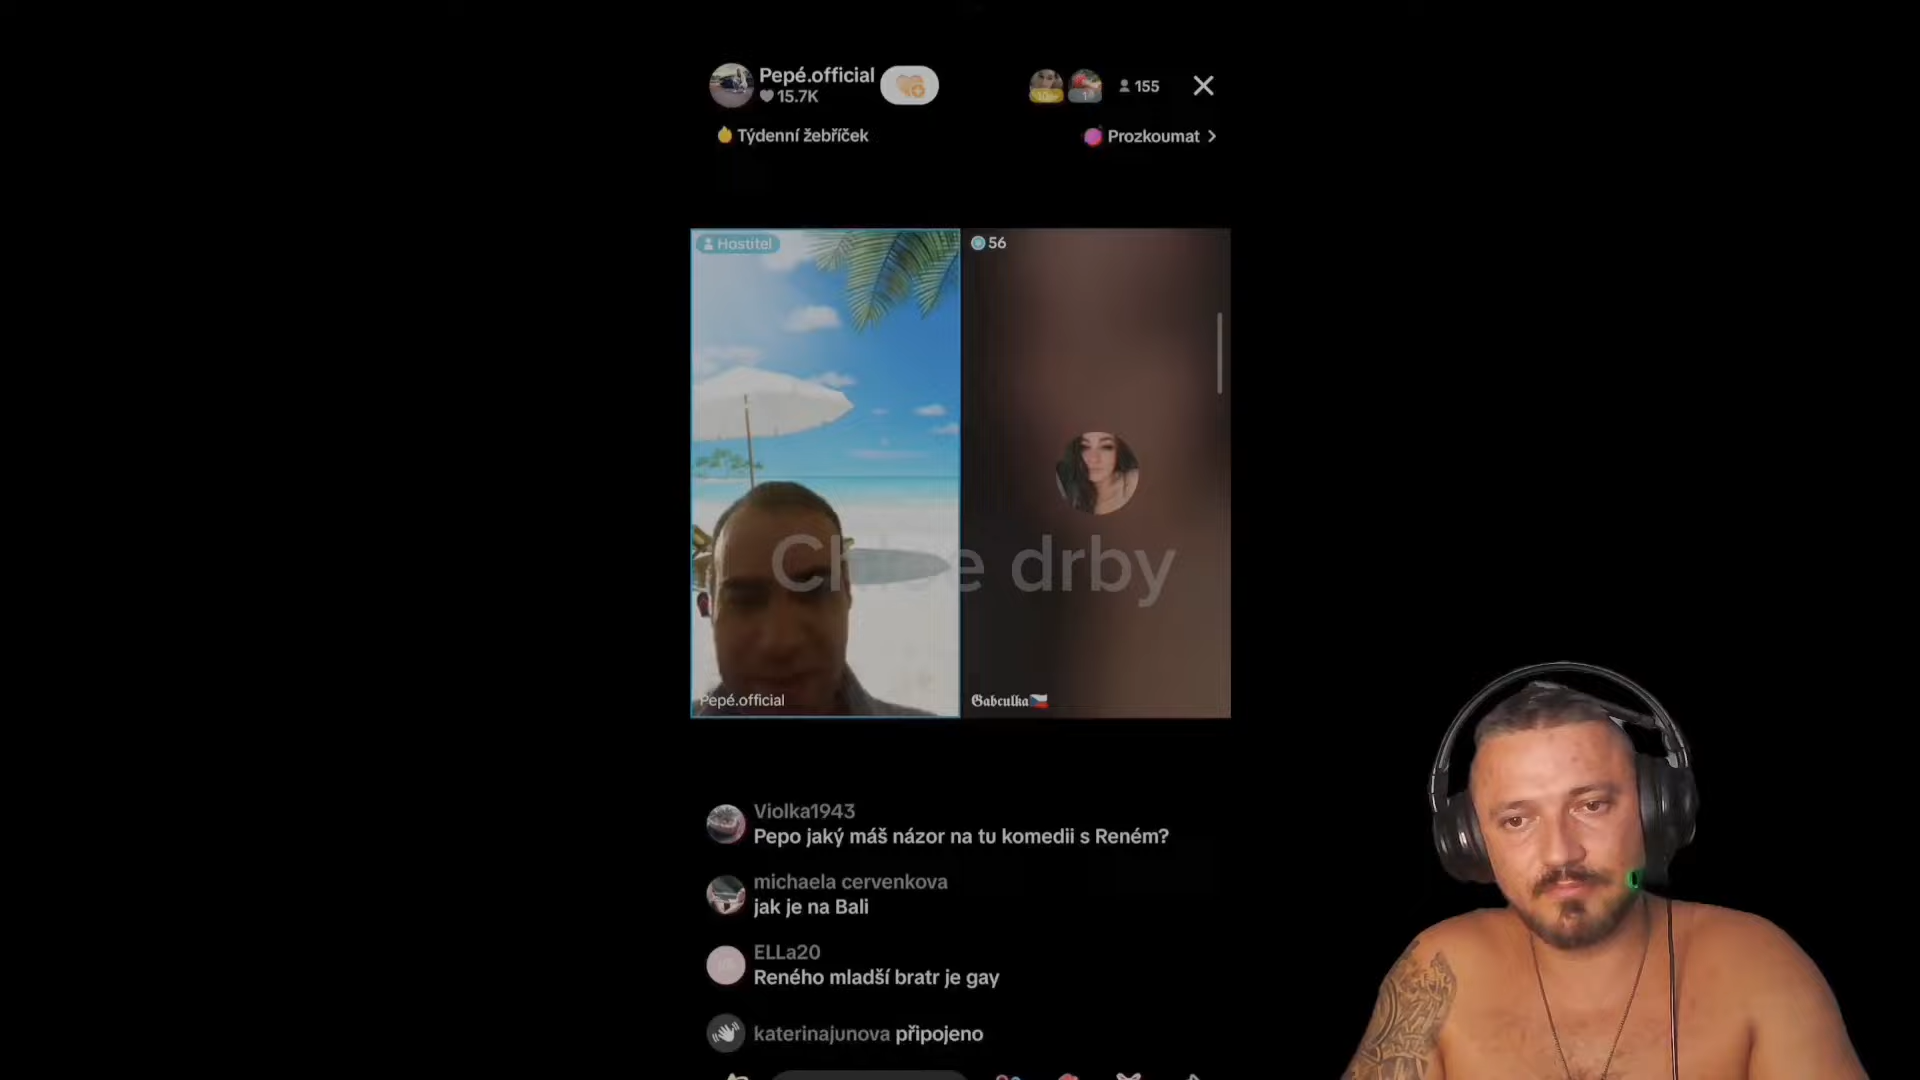 Pepé.official
15.7K
155
Týdenní žebříček
Prozkoumat
Hostitel
56
drby
Pepé.official
Gabculka
Violka1943
Pepo jaký máš názor na tu komedii s Reném?
michaela cervenkova
jak je na Bali
ELLa20
Reného mladší bratr je gay
katerinajunova připojeno